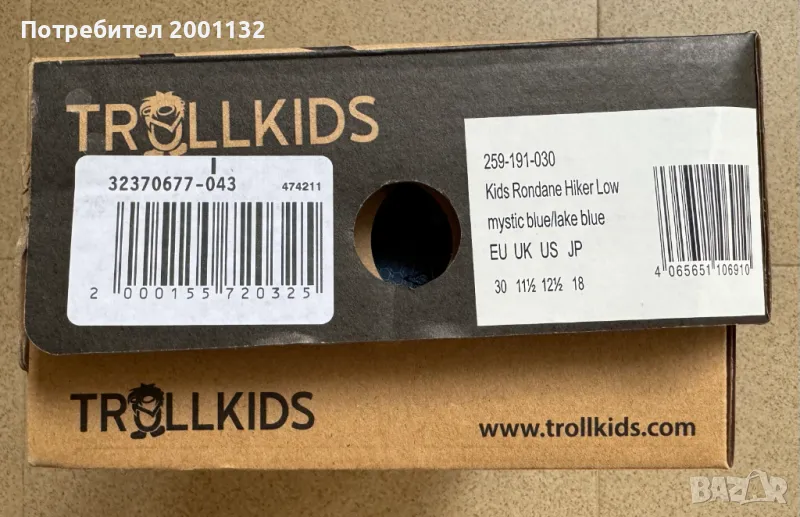 Потребител 2001132
TROLLKIDS
32370677-043
474211
2 000155 720325
259-191-030
Kids Rondane Hiker Low
mystic blue/lake blue
EU UK US JP
30 11½ 12½ 18
4 065651 106910
TROLLKIDS
www.trollkids.com
BAZAR